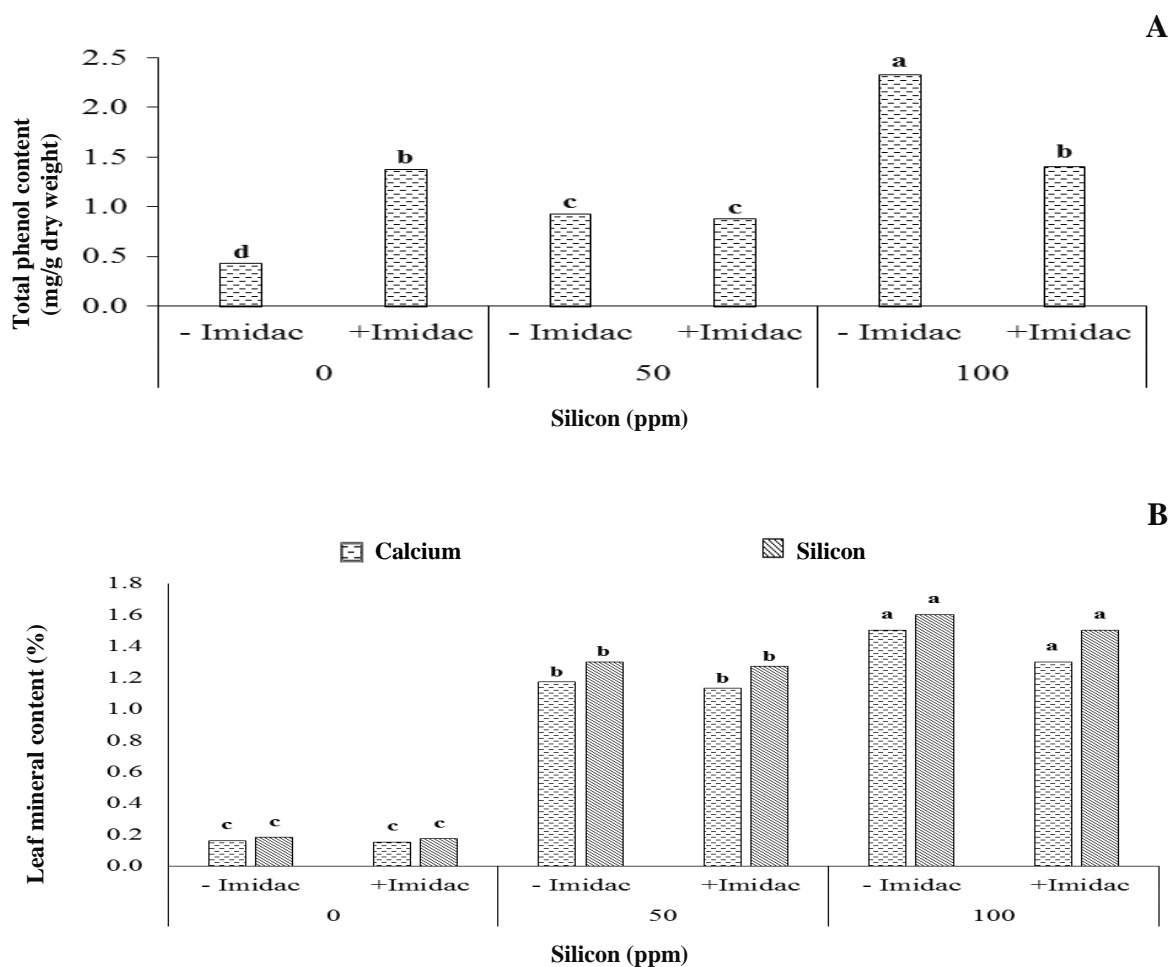 A
Total phenol content
(mg/g dry weight)
2.5
2.0
1.5
1.0
0.5
0.0
d
b
c
c
a
b
- Imidac
+Imidac
- Imidac
+Imidac
- Imidac
+Imidac
0
50
100
Silicon (ppm)
B
Calcium
Silicon
Leaf mineral content (%)
1.8
1.6
1.4
1.2
1.0
0.8
0.6
0.4
0.2
0.0
c
c
c
c
b
b
b
b
a
a
a
a
- Imidac
+Imidac
- Imidac
+Imidac
- Imidac
+Imidac
0
50
100
Silicon (ppm)